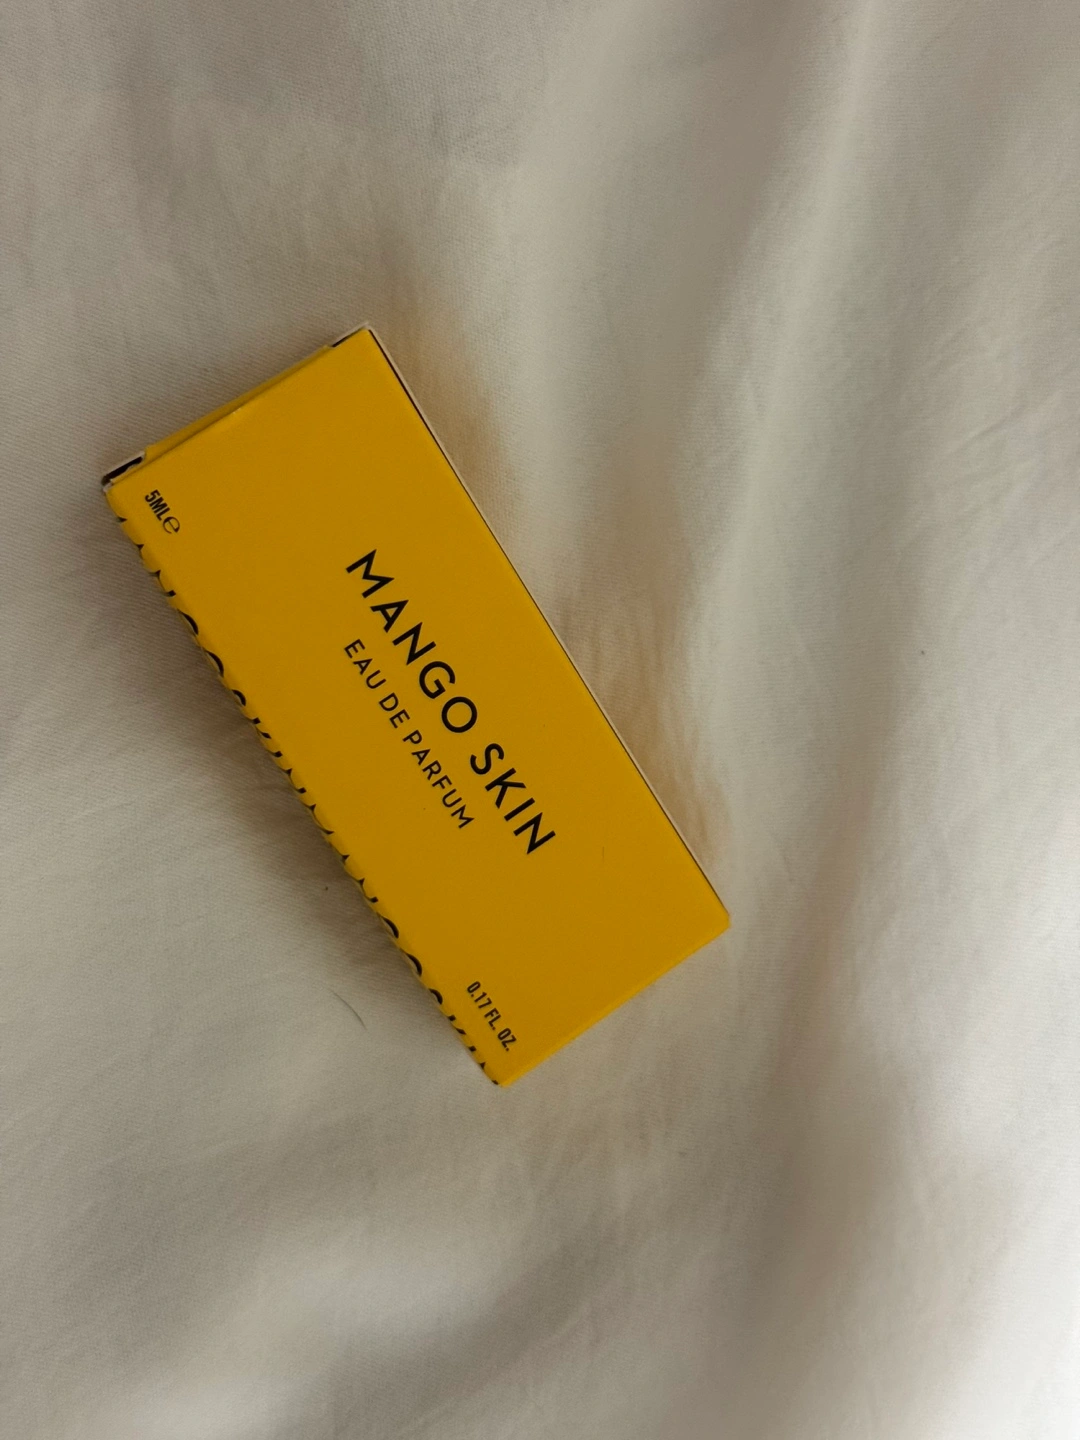 5ML℮
MANGO SKIN
EAU DE PARFUM
0.17 FL. OZ.